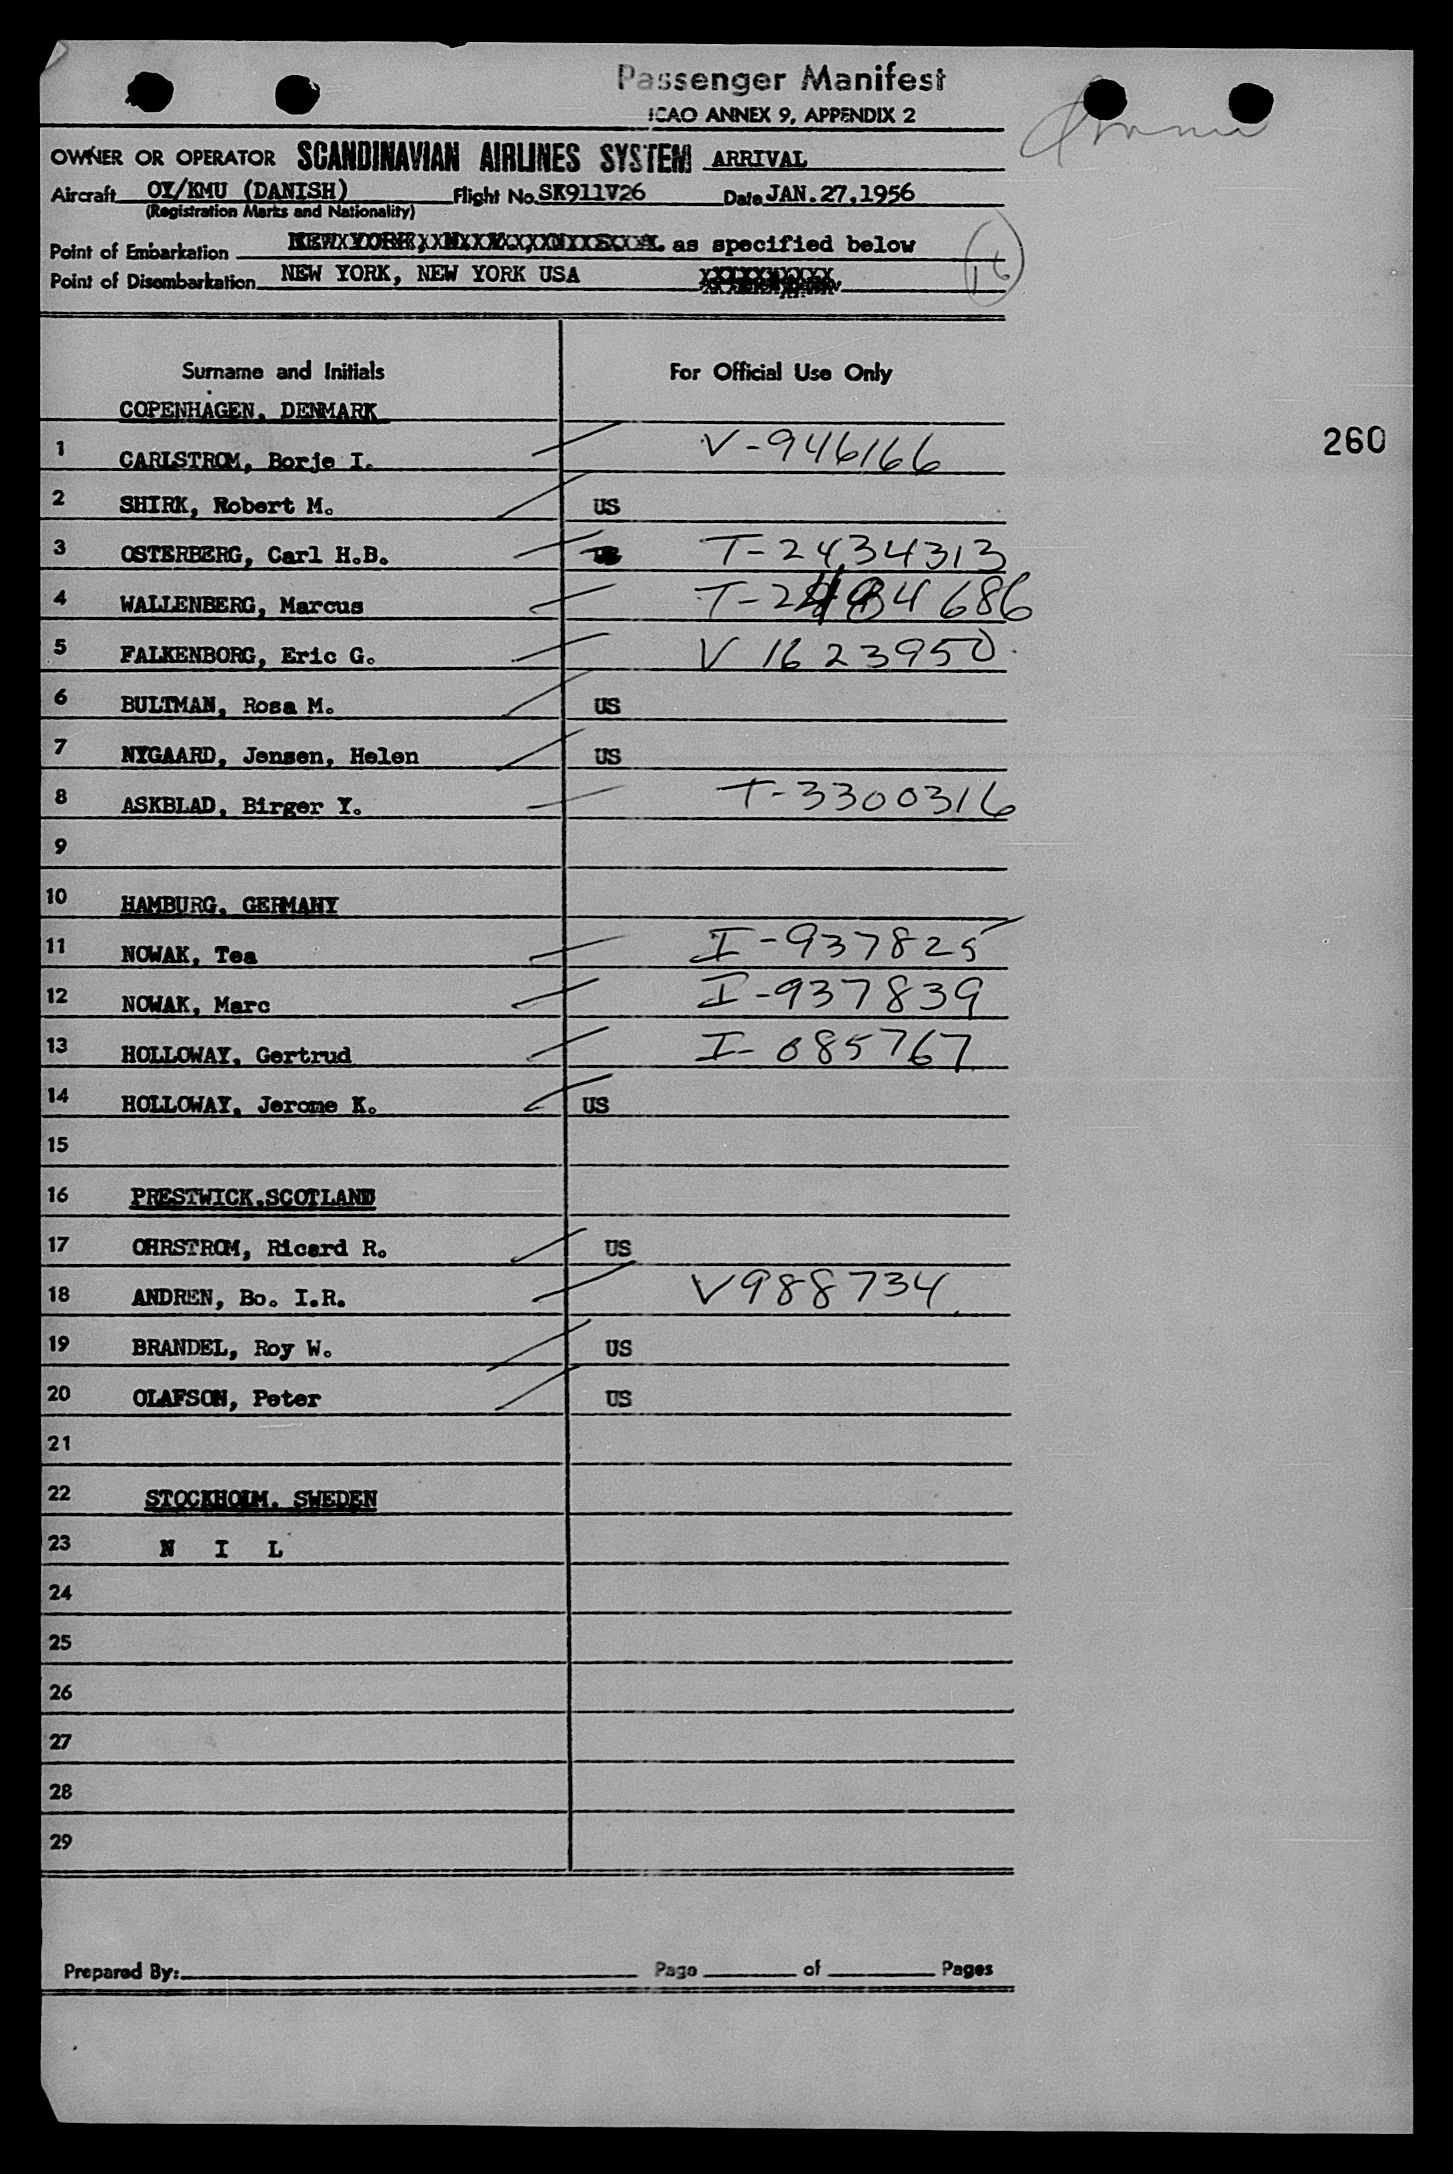 Passenger Manifest
ICAO ANNEX 9, APPENDIX 2
OWNER OR OPERATOR SCANDINAVIAN AIRLINES SYSTEM ARRIVAL
Aircraft OY/KMU (DANISH) Flight No. SK911V26 Date JAN.27,1956
(Registration Marks and Nationality)
Point of Embarkation as specified below
Point of Disembarkation NEW YORK, NEW YORK USA
16
Surname and Initials For Official Use Only
COPENHAGEN, DENMARK
260
1 CARLSTROM, Borje I. V-946166
2 SHIRK, Robert M. US
3 OSTERBERG, Carl H.B. T-2434313
4 WALLENBERG, Marcus
5 FALKENBORG, Eric G. V 1623950
6 BULTMAN, Rosa M. US
7 NYGAARD, Jensen, Helen US
8 ASKBLAD, Birger Y. T-3300316
9
10 HAMBURG, GERMANY
11 NOWAK, Tea I-937825
12 NOWAK, Marc I-937839
13 HOLLOWAY, Gertrud I-085767
14 HOLLOWAY, Jerome K. US
15
16 PRESTWICK,SCOTLAND
17 OHRSTROM, Ricard R. US
18 ANDREN, Bo. I.R. V988734
19 BRANDEL, Roy W. US
20 OLAFSON, Peter US
21
22 STOCKHOLM, SWEDEN
23 N I L
24
25
26
27
28
29
Prepared By: Page of Pages